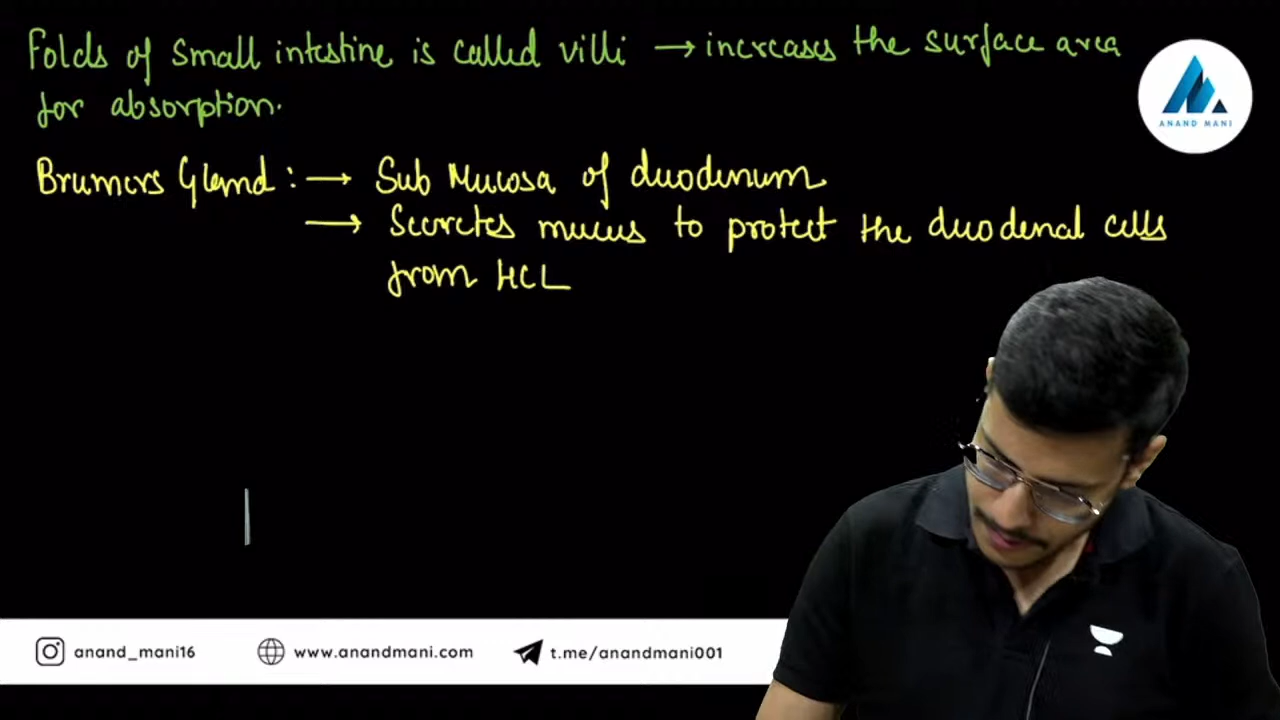 Folds of small intestine is called villi → increases the surface area
for absorption.
ANAND MANI
Brunners Gland : → Sub Mucosa of duodenum
→ Secretes mucus to protect the duodenal cells
from HCL
anand_mani16
www.anandmani.com
t.me/anandmani001